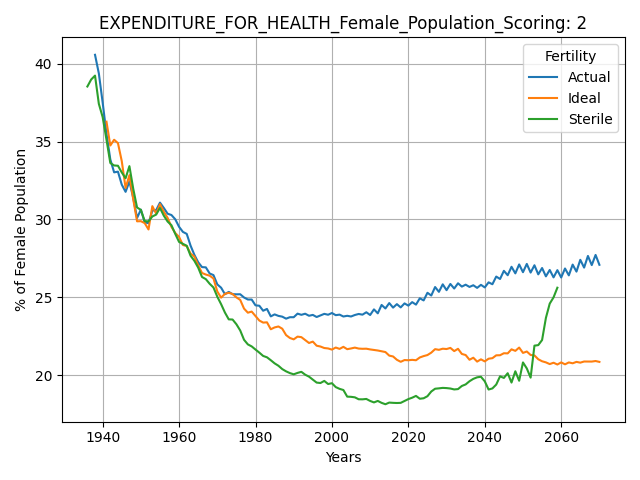 EXPENDITURE_FOR_HEALTH_Female_Population_Scoring: 2
Fertility
Actual
Ideal
Sterile
% of Female Population
40
35
30
25
20
1940 1960 1980 2000 2020 2040 2060
Years